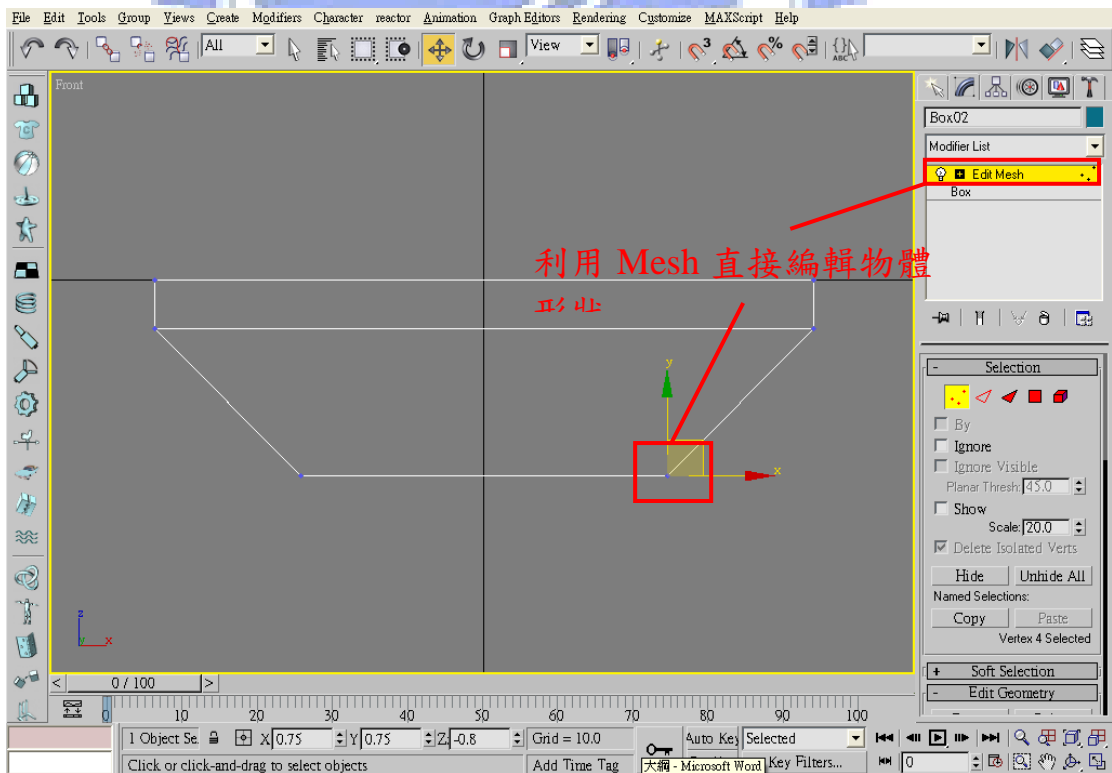 File Edit Tools Group Views Create Modifiers Character reactor Animation Graph Editors Rendering Customize MAXScript Help
All
View
ABC
Front
Box02
Modifier List
Edit Mesh
Box
利用 Mesh 直接編輯物體
y
x
z
y x
Selection
By
Ignore
Ignore Visible
Planar Thresh: 45.0
Show
Scale: 20.0
Delete Isolated Verts
Hide Unhide All
Named Selections:
Copy Paste
Vertex 4 Selected
+ Soft Selection
- Edit Geometry
< 0 / 100 >
0 10 20 30 40 50 60 70 80 90 100
1 Object Se X 0.75 Y 0.75 Z -0.8 Grid = 10.0 Auto Key Selected
Click or click-and-drag to select objects Add Time Tag 大綱 - Microsoft Word Key Filters... 0